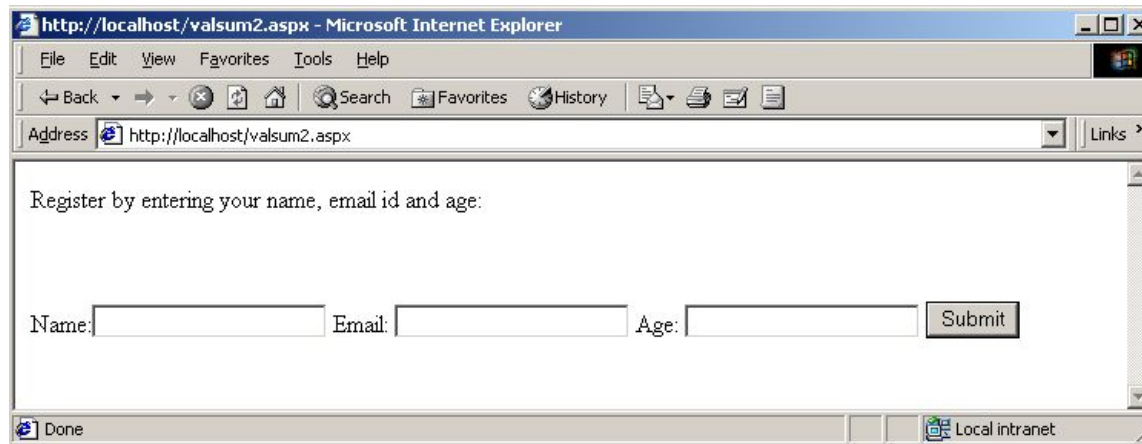 http://localhost/valsum2.aspx - Microsoft Internet Explorer
File Edit View Favorites Tools Help
Back Search Favorites History
Address http://localhost/valsum2.aspx Links
Register by entering your name, email id and age:
Name: Email: Age: Submit
Done Local intranet